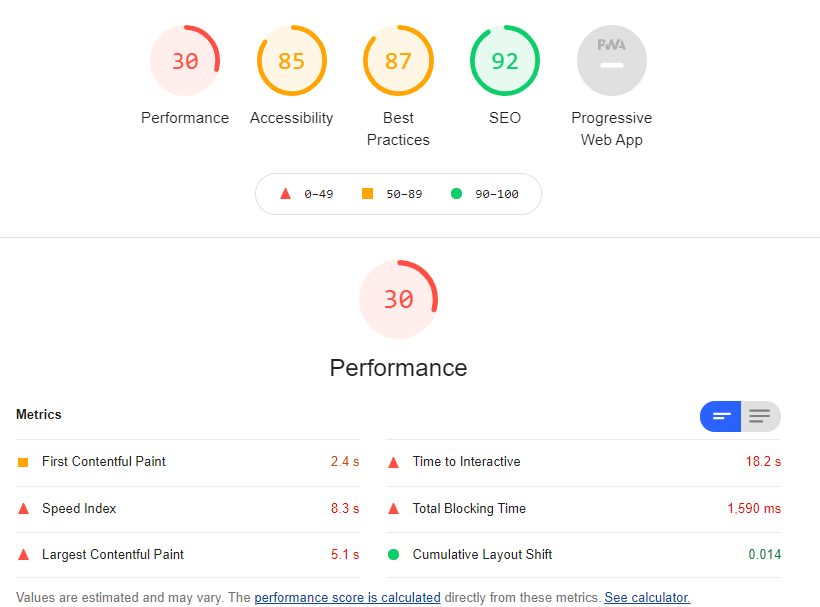 30 85 87 92 PWA
Performance Accessibility Best Practices SEO Progressive Web App
0–49 50–89 90–100
30
Performance
Metrics
First Contentful Paint 2.4 s
Time to Interactive 18.2 s
Speed Index 8.3 s
Total Blocking Time 1,590 ms
Largest Contentful Paint 5.1 s
Cumulative Layout Shift 0.014
Values are estimated and may vary. The performance score is calculated directly from these metrics. See calculator.